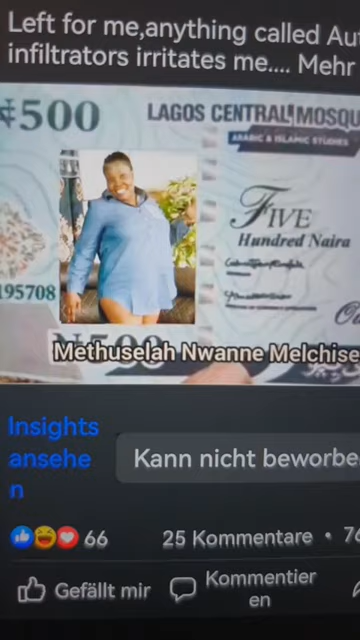 Left for me,anything called Au
infiltrators irritates me.... Mehr
₦500
LAGOS CENTRAL MOSQU
ARABIC & ISLAMIC STUDIES
FIVE
Hundred Naira
195708
Methuselah Nwanne Melchise
Insights
ansehe
n
Kann nicht beworbe
66
25 Kommentare •
Gefällt mir
Kommentier
en